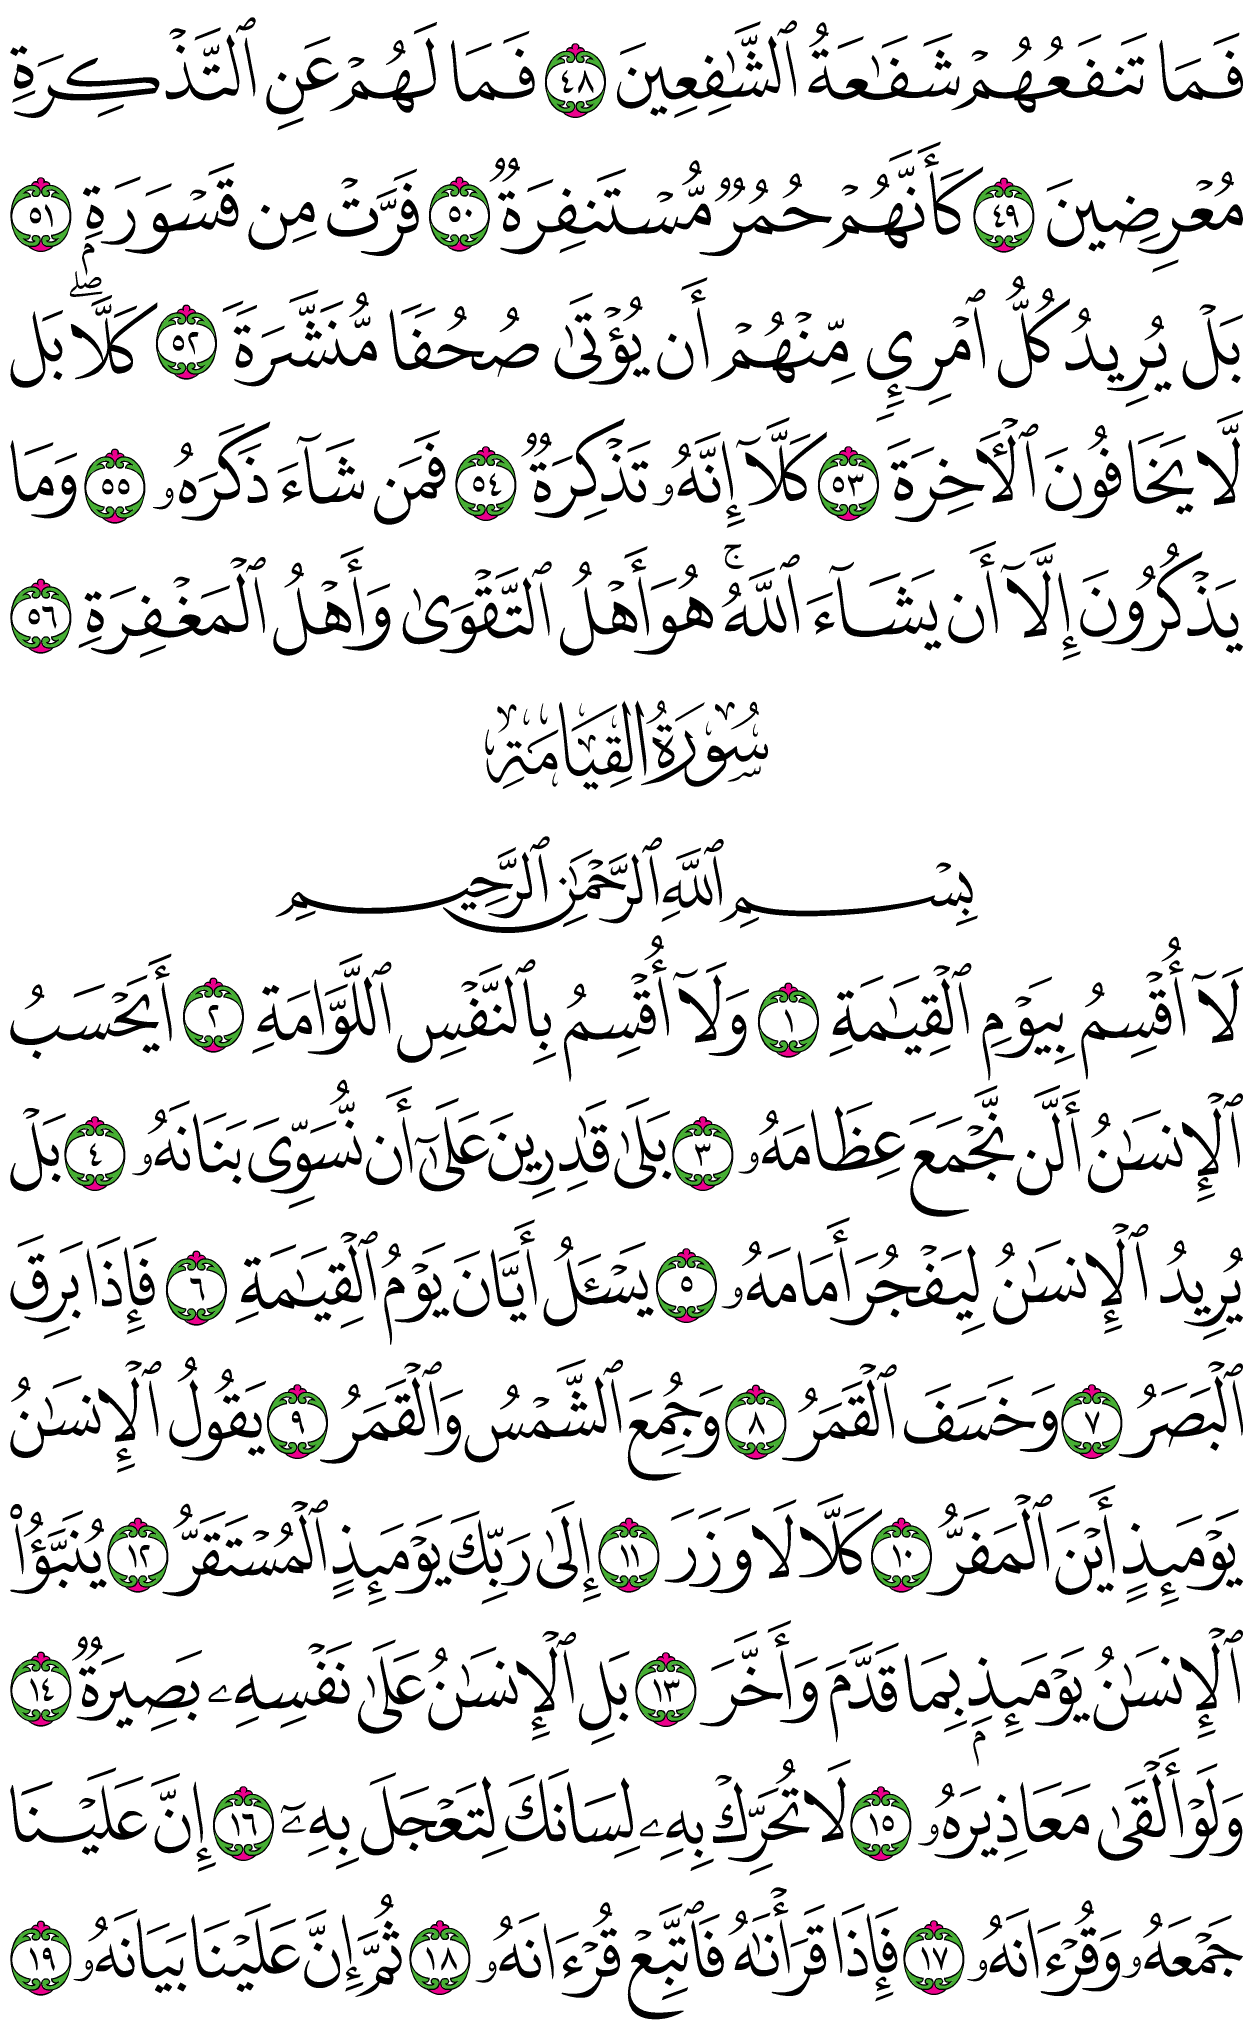 فَمَا تَنفَعُهُمْ شَفَٰعَةُ ٱلشَّٰفِعِينَ ٤٨ فَمَا لَهُمْ عَنِ ٱلتَّذْكِرَةِ
مُعْرِضِينَ ٤٩ كَأَنَّهُمْ حُمُرٌ مُّسْتَنفِرَةٌ ٥٠ فَرَّتْ مِن قَسْوَرَةٍۭ ٥١
بَلْ يُرِيدُ كُلُّ ٱمْرِئٍ مِّنْهُمْ أَن يُؤْتَىٰ صُحُفًا مُّنَشَّرَةً ٥٢ كَلَّا ۖ بَل
لَّا يَخَافُونَ ٱلْـَٔاخِرَةَ ٥٣ كَلَّآ إِنَّهُۥ تَذْكِرَةٌ ٥٤ فَمَن شَآءَ ذَكَرَهُۥ ٥٥ وَمَا
يَذْكُرُونَ إِلَّآ أَن يَشَآءَ ٱللَّهُ ۚ هُوَ أَهْلُ ٱلتَّقْوَىٰ وَأَهْلُ ٱلْمَغْفِرَةِ ٥٦
سُورَةُ القِيَامَةِ
بِسْمِ ٱللَّهِ ٱلرَّحْمَٰنِ ٱلرَّحِيمِ
لَآ أُقْسِمُ بِيَوْمِ ٱلْقِيَٰمَةِ ١ وَلَآ أُقْسِمُ بِٱلنَّفْسِ ٱللَّوَّامَةِ ٢ أَيَحْسَبُ
ٱلْإِنسَٰنُ أَلَّن نَّجْمَعَ عِظَامَهُۥ ٣ بَلَىٰ قَٰدِرِينَ عَلَىٰٓ أَن نُّسَوِّىَ بَنَانَهُۥ ٤ بَلْ
يُرِيدُ ٱلْإِنسَٰنُ لِيَفْجُرَ أَمَامَهُۥ ٥ يَسْـَٔلُ أَيَّانَ يَوْمُ ٱلْقِيَٰمَةِ ٦ فَإِذَا بَرِقَ
ٱلْبَصَرُ ٧ وَخَسَفَ ٱلْقَمَرُ ٨ وَجُمِعَ ٱلشَّمْسُ وَٱلْقَمَرُ ٩ يَقُولُ ٱلْإِنسَٰنُ
يَوْمَئِذٍ أَيْنَ ٱلْمَفَرُّ ١٠ كَلَّا لَا وَزَرَ ١١ إِلَىٰ رَبِّكَ يَوْمَئِذٍ ٱلْمُسْتَقَرُّ ١٢ يُنَبَّؤُا۟
ٱلْإِنسَٰنُ يَوْمَئِذٍۭ بِمَا قَدَّمَ وَأَخَّرَ ١٣ بَلِ ٱلْإِنسَٰنُ عَلَىٰ نَفْسِهِۦ بَصِيرَةٌ ١٤
وَلَوْ أَلْقَىٰ مَعَاذِيرَهُۥ ١٥ لَا تُحَرِّكْ بِهِۦ لِسَانَكَ لِتَعْجَلَ بِهِۦٓ ١٦ إِنَّ عَلَيْنَا
جَمْعَهُۥ وَقُرْءَانَهُۥ ١٧ فَإِذَا قَرَأْنَٰهُ فَٱتَّبِعْ قُرْءَانَهُۥ ١٨ ثُمَّ إِنَّ عَلَيْنَا بَيَانَهُۥ ١٩